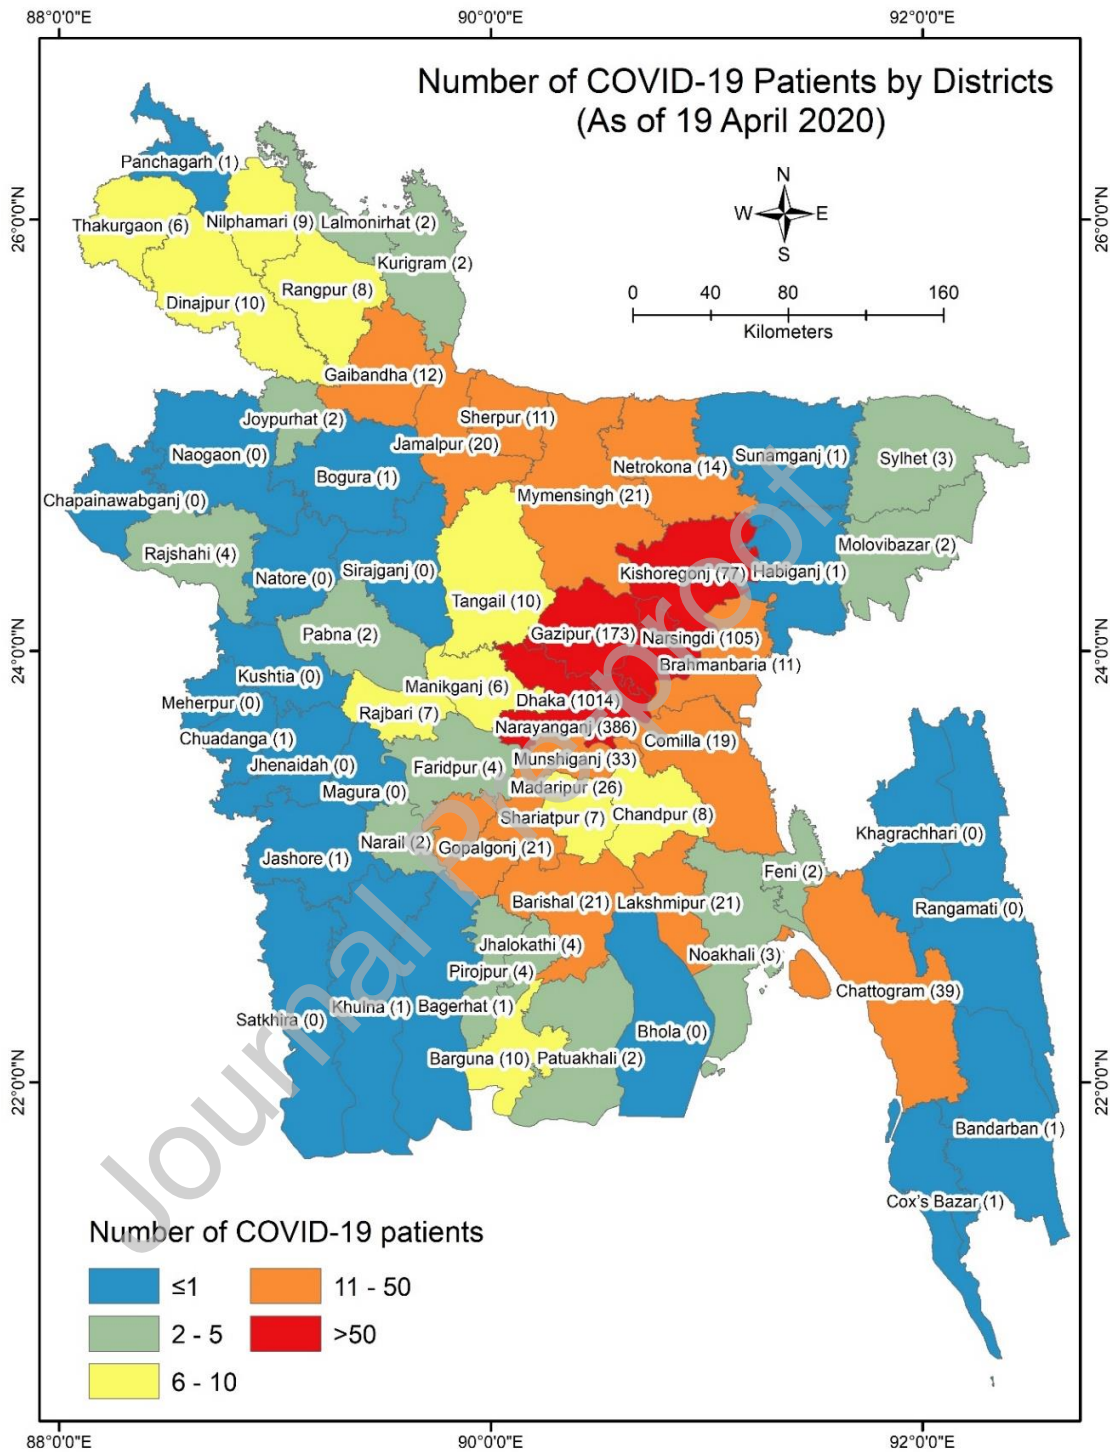 88°0'0"E
90°0'0"E
92°0'0"E
Number of COVID-19 Patients by Districts
(As of 19 April 2020)
N
W
E
S
0
40
80
160
Kilometers
26°0'0"N
26°0'0"N
24°0'0"N
24°0'0"N
22°0'0"N
22°0'0"N
Panchagarh (1)
Thakurgaon (6)
Nilphamari (9)
Lalmonirhat (2)
Kurigram (2)
Rangpur (8)
Dinajpur (10)
Gaibandha (12)
Joypurhat (2)
Sherpur (11)
Jamalpur (20)
Naogaon (0)
Bogura (1)
Netrokona (14)
Sunamganj (1)
Sylhet (3)
Chapainawabganj (0)
Mymensingh (21)
Rajshahi (4)
Molovibazar (2)
Natore (0)
Sirajganj (0)
Kishoregonj (77)
Habiganj (1)
Tangail (10)
Pabna (2)
Gazipur (173)
Narsingdi (105)
Brahmanbaria (11)
Kushtia (0)
Manikganj (6)
Meherpur (0)
Rajbari (7)
Dhaka (1014)
Narayanganj (386)
Chuadanga (1)
Comilla (19)
Jhenaidah (0)
Faridpur (4)
Munshiganj (33)
Magura (0)
Madaripur (26)
Shariatpur (7)
Chandpur (8)
Khagrachhari (0)
Narail (2)
Gopalgonj (21)
Jashore (1)
Feni (2)
Barishal (21)
Lakshmipur (21)
Rangamati (0)
Jhalokathi (4)
Noakhali (3)
Pirojpur (4)
Chattogram (39)
Satkhira (0)
Khulna (1)
Bagerhat (1)
Bhola (0)
Barguna (10)
Patuakhali (2)
Bandarban (1)
Cox's Bazar (1)
Journal Pre-proof
Number of COVID-19 patients
≤1
11 - 50
2 - 5
>50
6 - 10
88°0'0"E
90°0'0"E
92°0'0"E